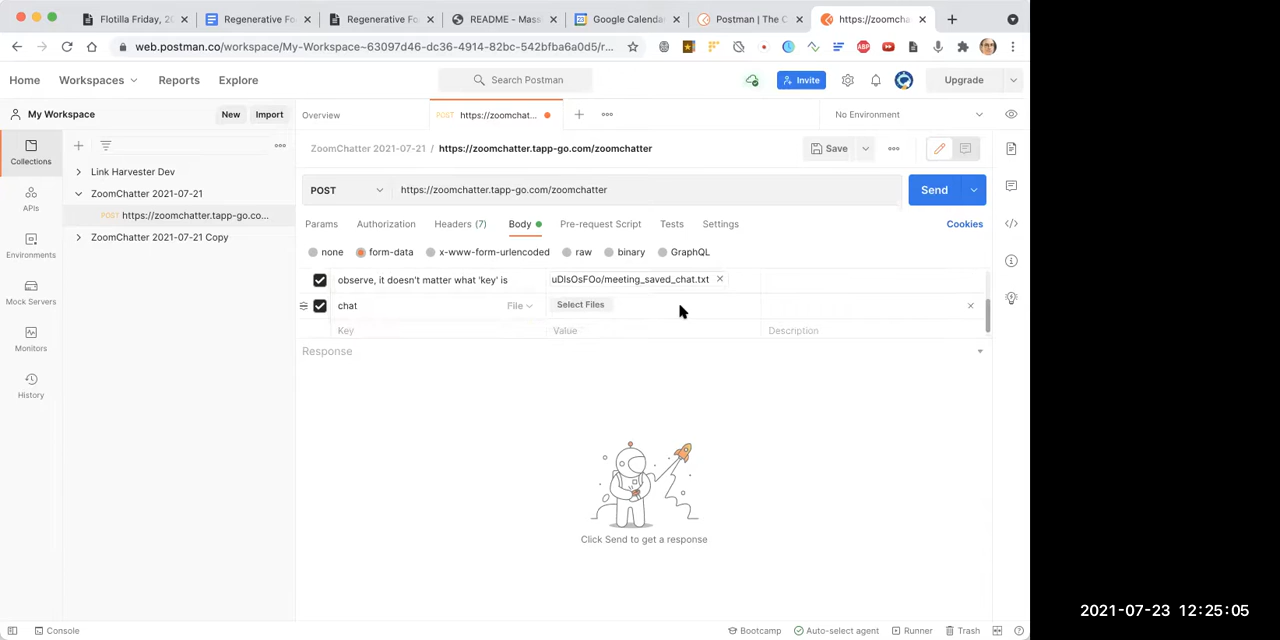 Flotilla Friday, 2
Regenerative Fo
Regenerative Fo
README - Mass
Google Calenda
Postman | The C
https://zoomcha
web.postman.co/workspace/My-Workspace~63097d46-dc36-4914-82bc-542bfba6a0d5/r...
Home Workspaces Reports Explore Search Postman Invite Upgrade
My Workspace New Import Overview POST https://zoomchat... No Environment
Collections
APIs
Environments
Mock Servers
Monitors
History
Link Harvester Dev
ZoomChatter 2021-07-21
POST https://zoomchatter.tapp-go.co...
ZoomChatter 2021-07-21 Copy
ZoomChatter 2021-07-21 / https://zoomchatter.tapp-go.com/zoomchatter Save
POST https://zoomchatter.tapp-go.com/zoomchatter Send
Params Authorization Headers (7) Body Pre-request Script Tests Settings Cookies
none form-data x-www-form-urlencoded raw binary GraphQL
observe, it doesn't matter what 'key' is uDIsOsFOo/meeting_saved_chat.txt
chat File Select Files
Key Value Description
Response
Click Send to get a response
Console Bootcamp Auto-select agent Runner Trash
2021-07-23 12:25:05